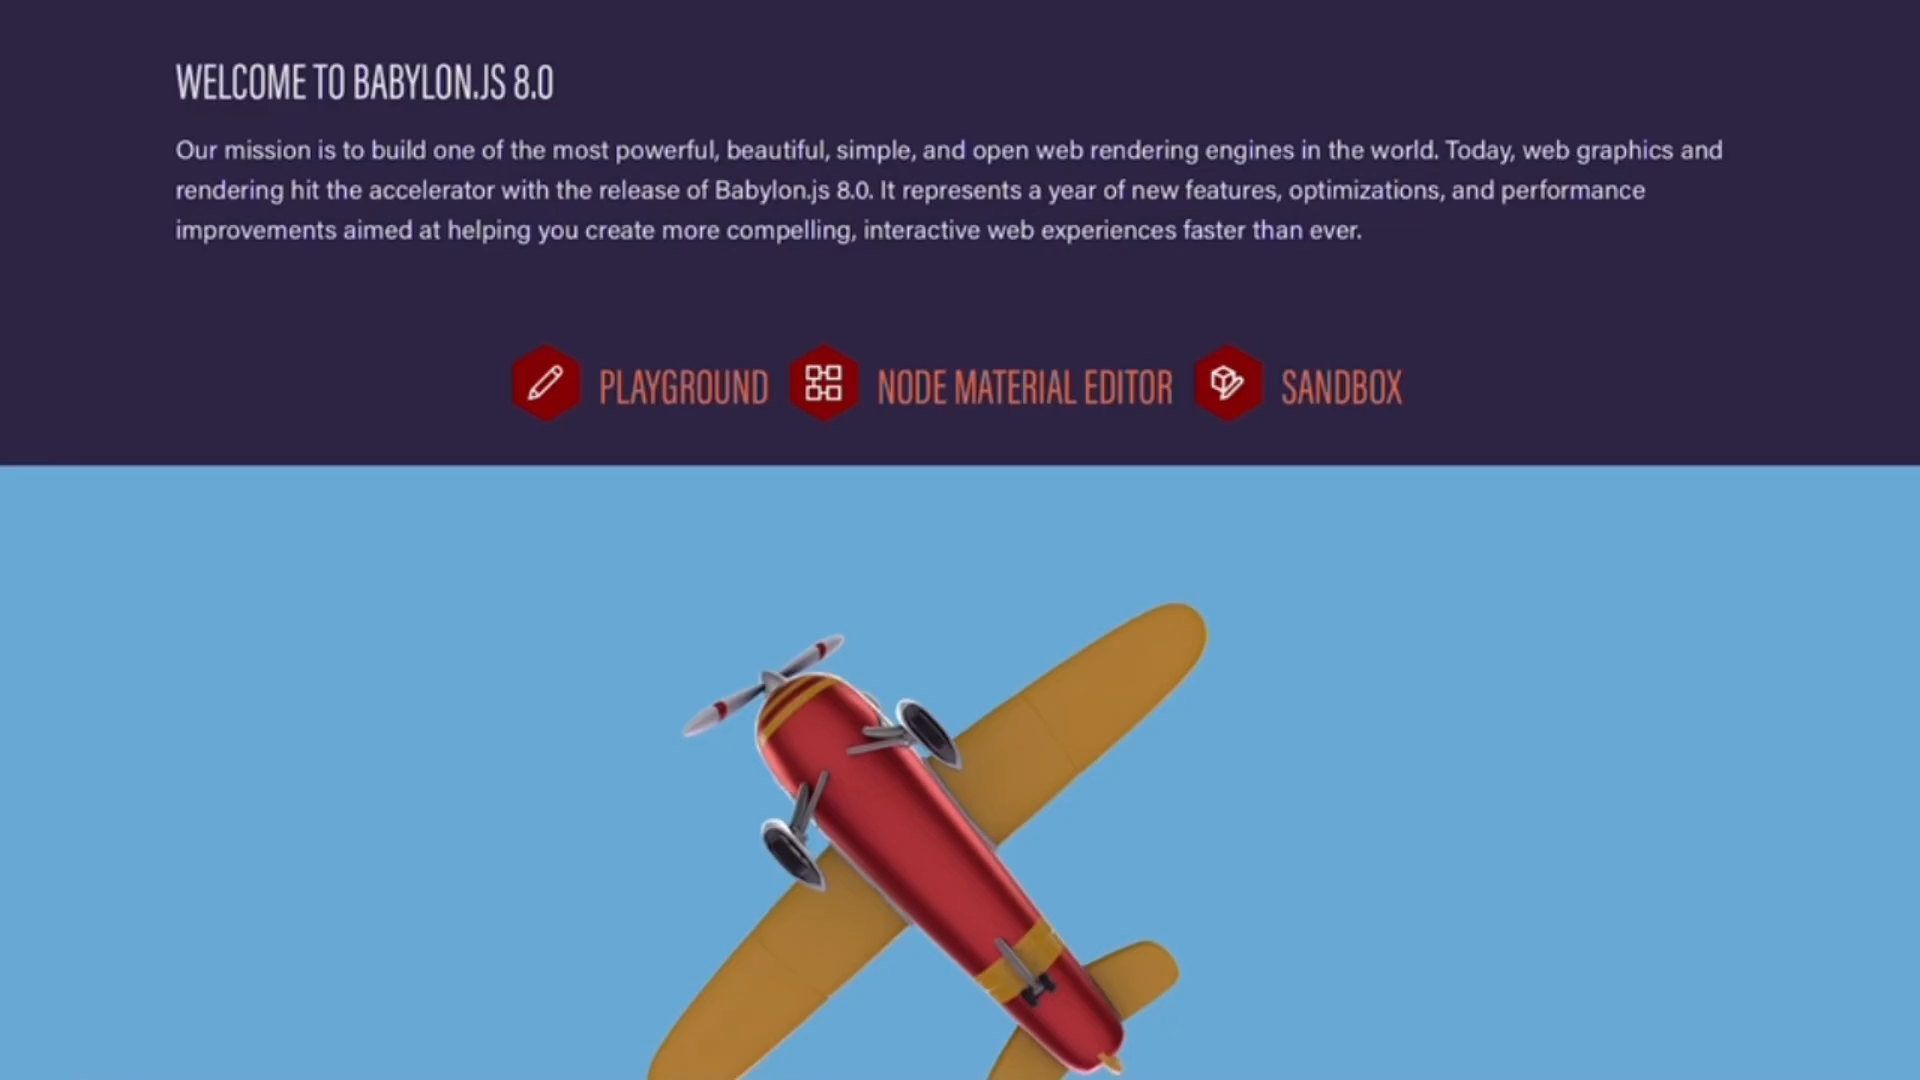 WELCOME TO BABYLON.JS 8.0
Our mission is to build one of the most powerful, beautiful, simple, and open web rendering engines in the world. Today, web graphics and
rendering hit the accelerator with the release of Babylon.js 8.0. It represents a year of new features, optimizations, and performance
improvements aimed at helping you create more compelling, interactive web experiences faster than ever.
PLAYGROUND NODE MATERIAL EDITOR SANDBOX